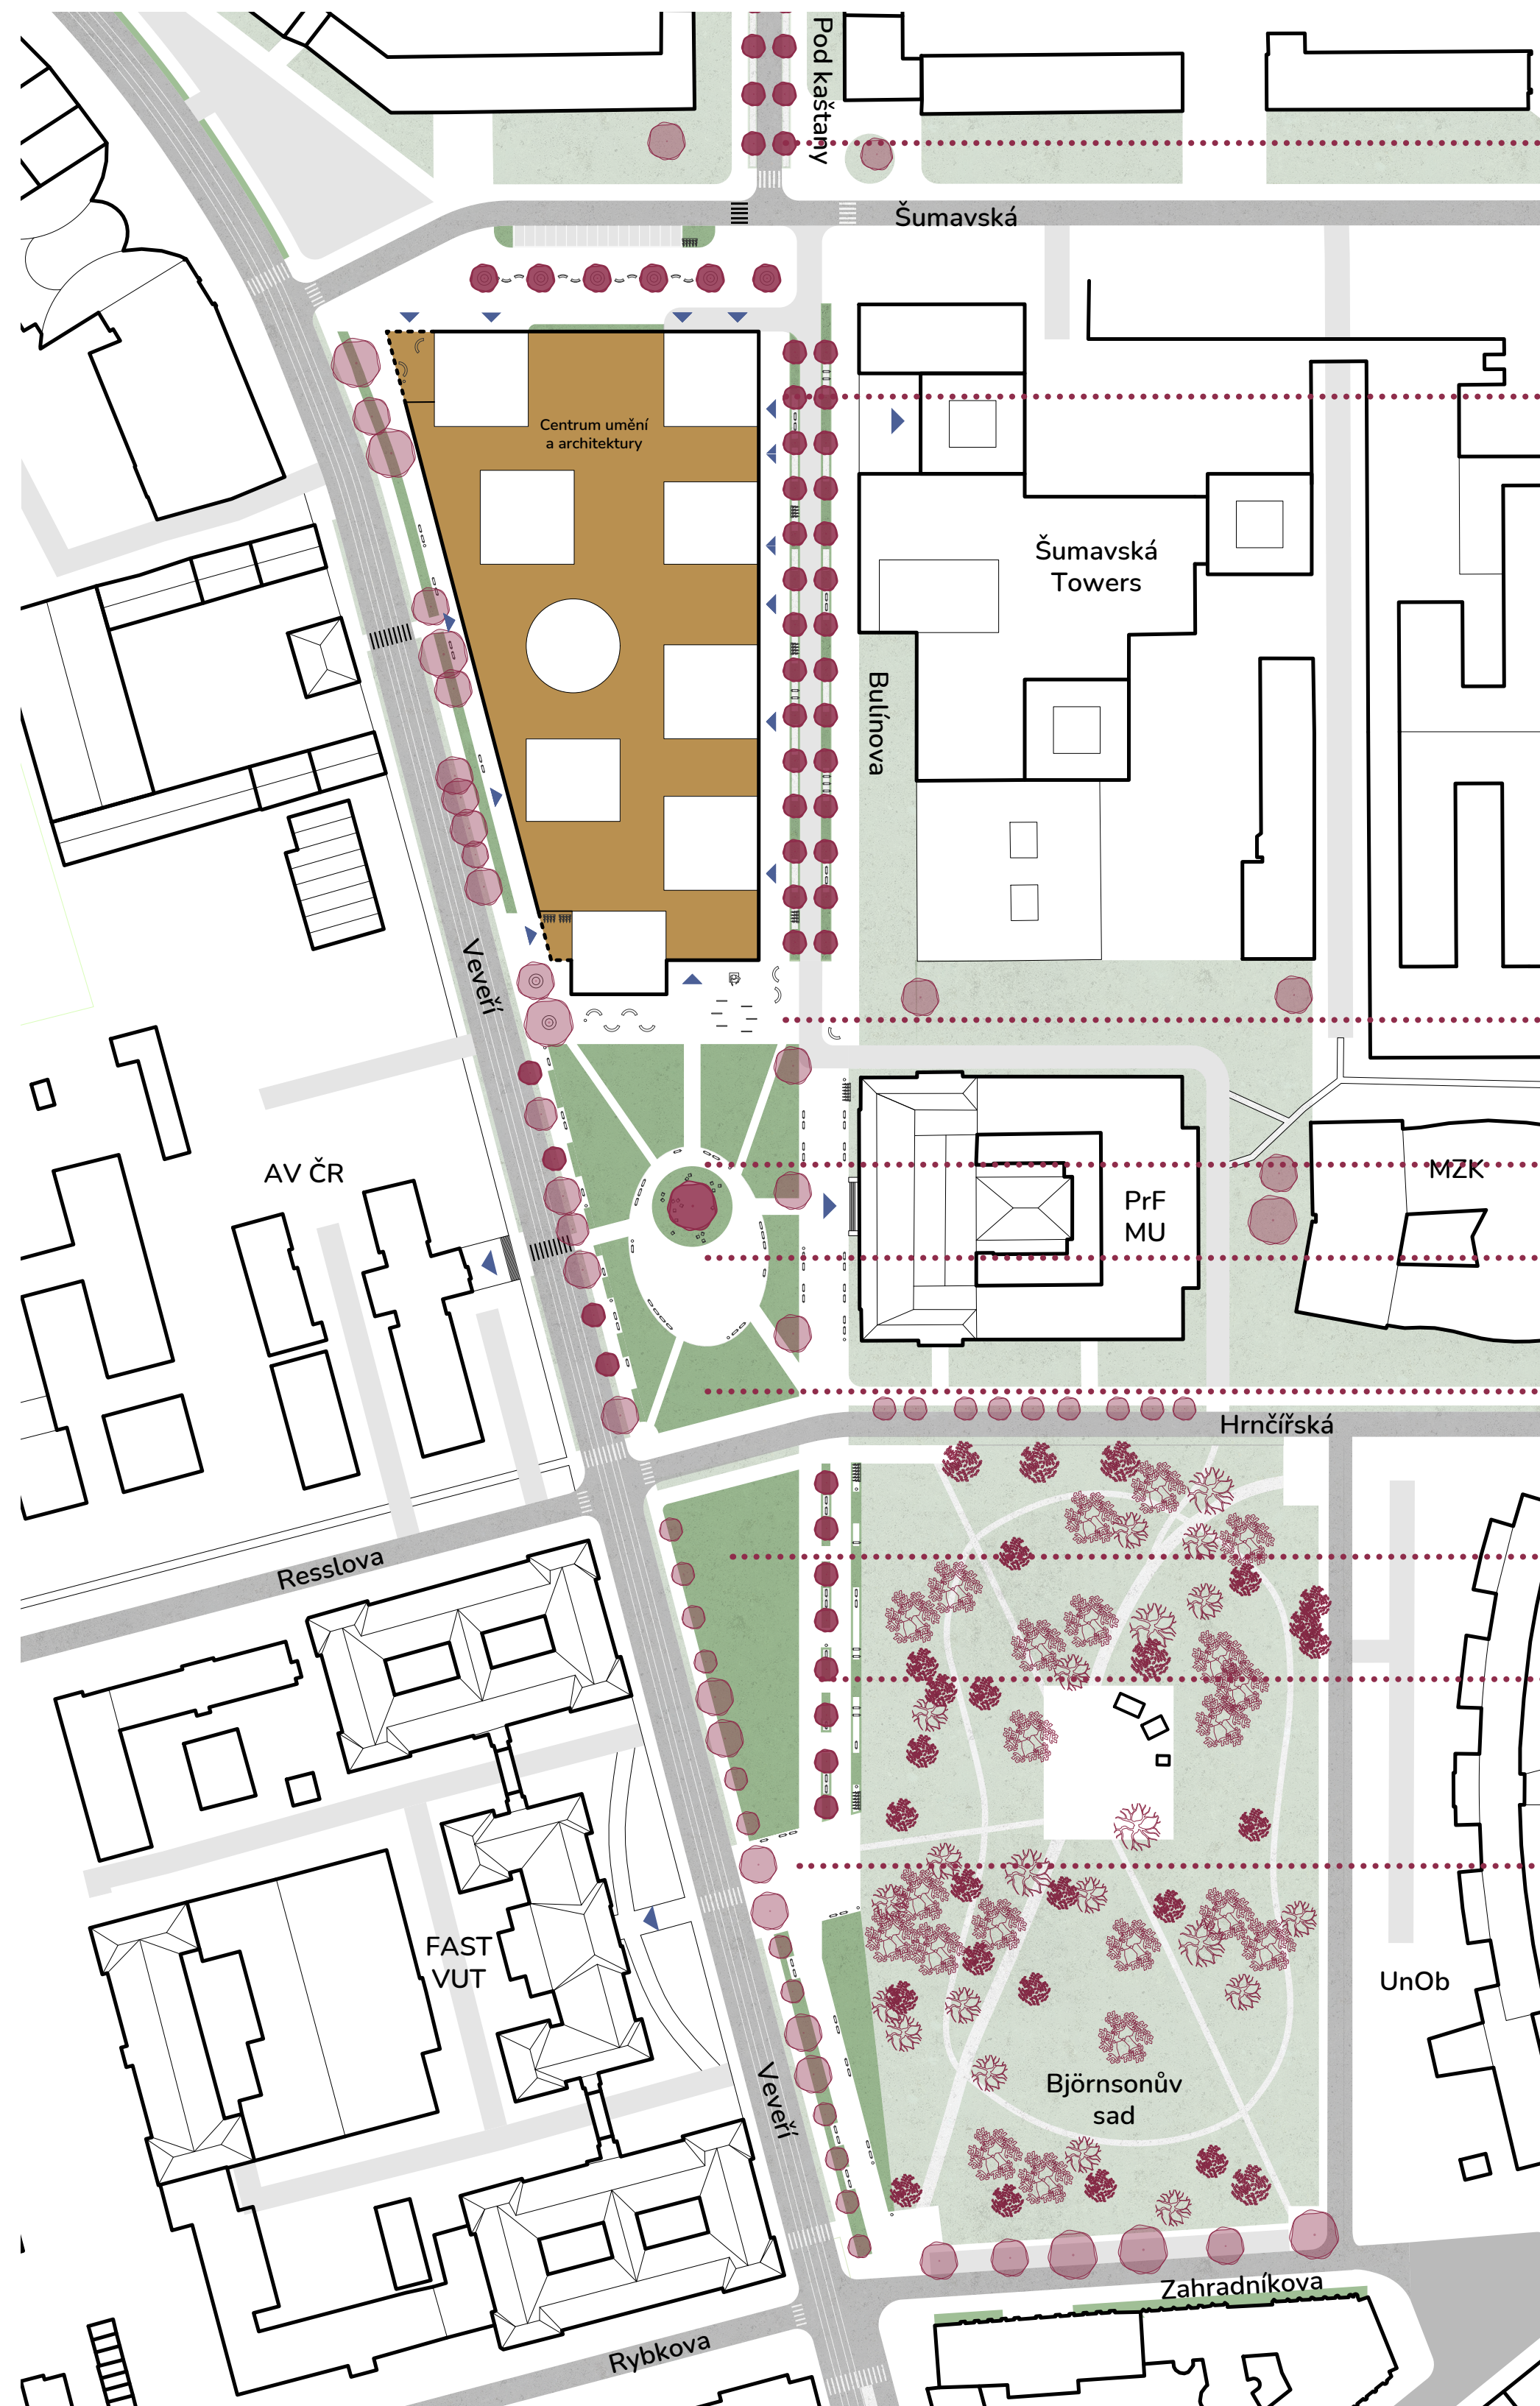 Pod kaštany
Šumavská
Centrum umění
a architektury
Šumavská
Towers
Bulínova
Veveří
AV ČR
MZK
PrF
MU
Hrnčířská
Resslova
FAST
VUT
UnOb
Veveří
Björnsonův
sad
Zahradníkova
Rybkova